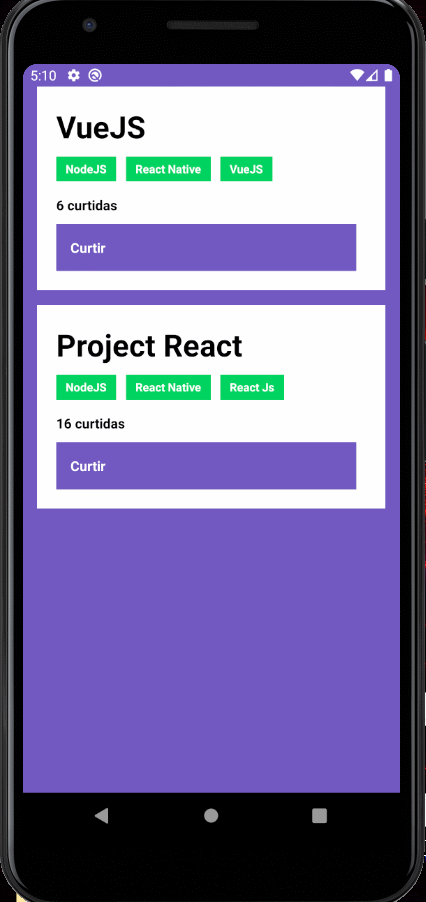 5:10
VueJS
NodeJS React Native VueJS
6 curtidas
Curtir
Project React
NodeJS React Native React Js
16 curtidas
Curtir